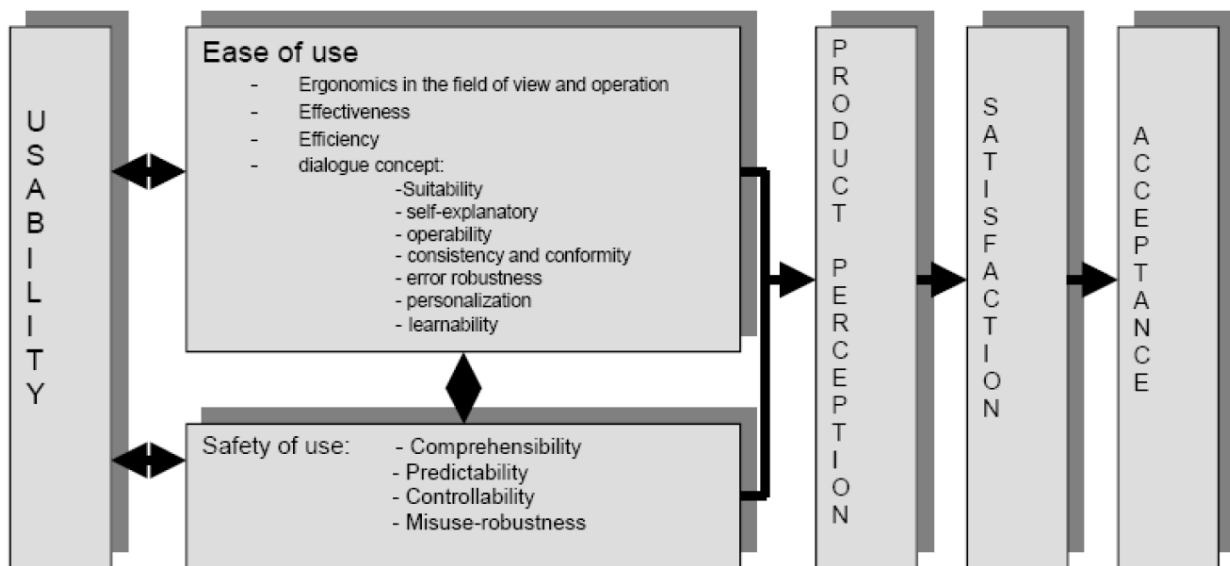 USABILITY
Ease of use
- Ergonomics in the field of view and operation
- Effectiveness
- Efficiency
- dialogue concept:
-Suitability
- self-explanatory
- operability
- consistency and conformity
- error robustness
- personalization
- learnability
Safety of use: - Comprehensibility
- Predictability
- Controllability
- Misuse-robustness
PRODUCT PERCEPTION
SATISFACTION
ACCEPTANCE